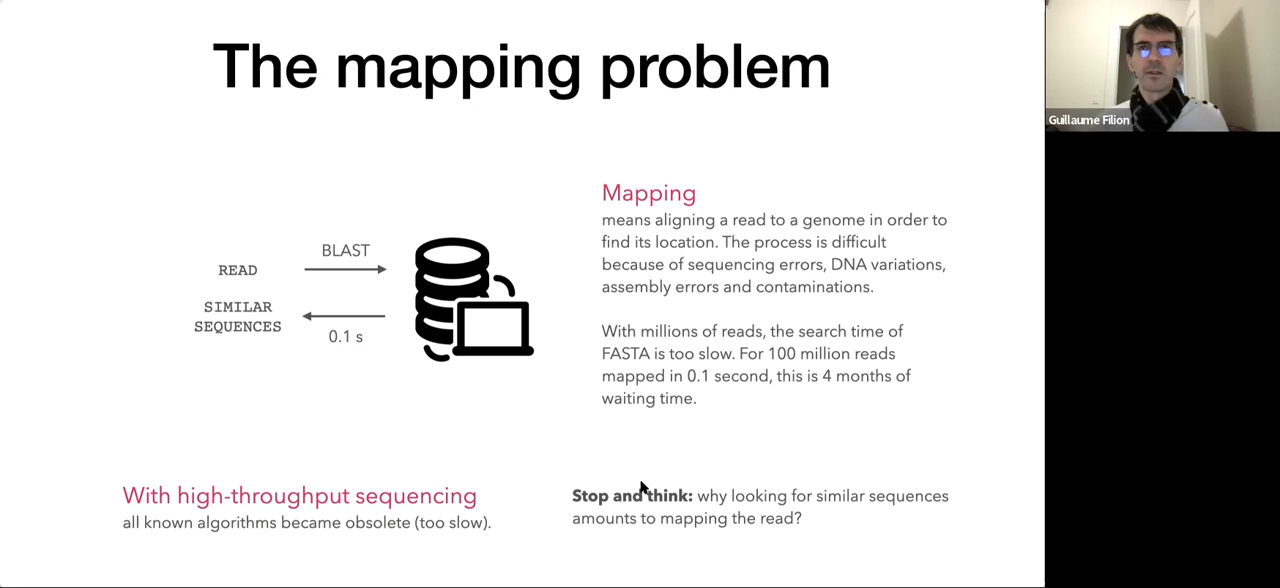 The mapping problem
Guillaume Filion
BLAST
READ
SIMILAR
SEQUENCES
0.1 s
Mapping
means aligning a read to a genome in order to
find its location. The process is difficult
because of sequencing errors, DNA variations,
assembly errors and contaminations.
With millions of reads, the search time of
FASTA is too slow. For 100 million reads
mapped in 0.1 second, this is 4 months of
waiting time.
With high-throughput sequencing
all known algorithms became obsolete (too slow).
Stop and think: why looking for similar sequences
amounts to mapping the read?